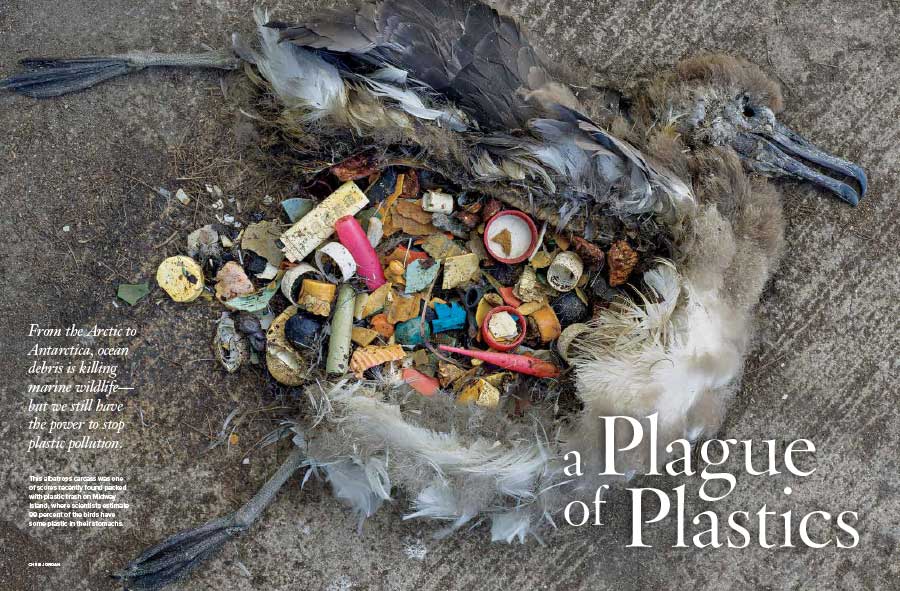 From the Arctic to
Antarctica, ocean
debris is killing
marine wildlife—
but we still have
the power to stop
plastic pollution.
This albatross carcass was one
of scores recently found packed
with plastic trash on Midway
Island, where scientists estimate
99 percent of the birds have
some plastic in their stomachs.
CHRIS JORDAN
a Plague
of Plastics